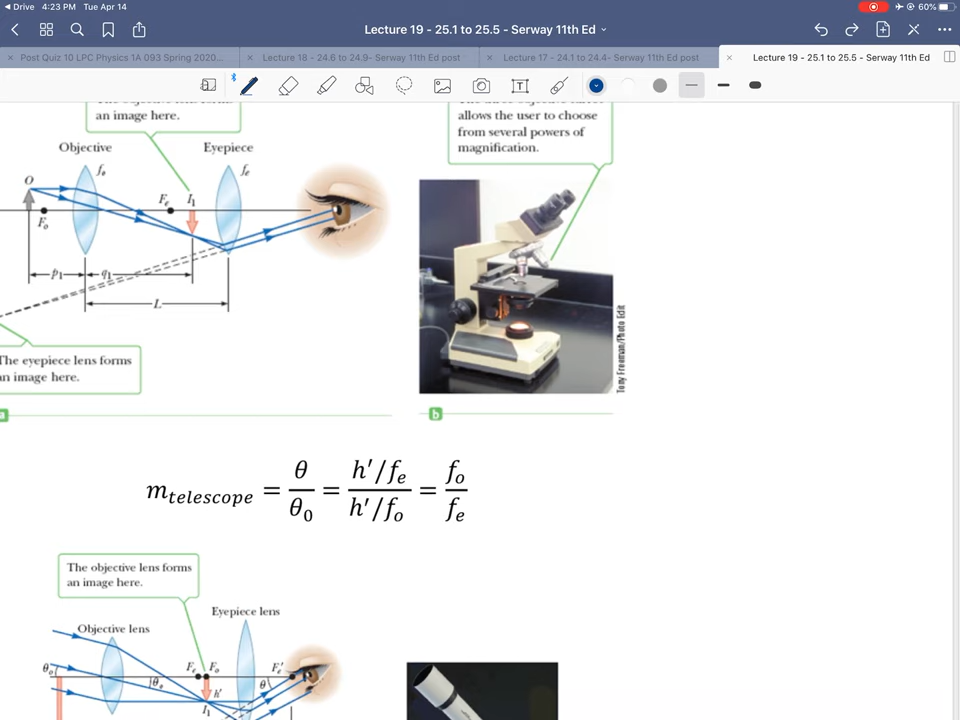 Drive 4:23 PM Tue Apr 14 60%
Lecture 19 - 25.1 to 25.5 - Serway 11th Ed
Post Quiz 10 LPC Physics 1A 093 Spring 2020...
Lecture 18 - 24.6 to 24.9- Serway 11th Ed post
Lecture 17 - 24.1 to 24.4- Serway 11th Ed post
Lecture 19 - 25.1 to 25.5 - Serway 11th Ed...
an image here.
Objective
Eyepiece
fo
fe
O
Fe
I1
Fo
p1
q1
L
The eyepiece lens forms
an image here.
a
allows the user to choose
from several powers of
magnification.
Tony Freeman/Photo Edit
b
m_telescope = θ/θ0 = (h′/fe)/(h′/fo) = fo/fe
The objective lens forms
an image here.
Eyepiece lens
Objective lens
θo
θo
Fe Fo
Fe′
h′
θ
I1